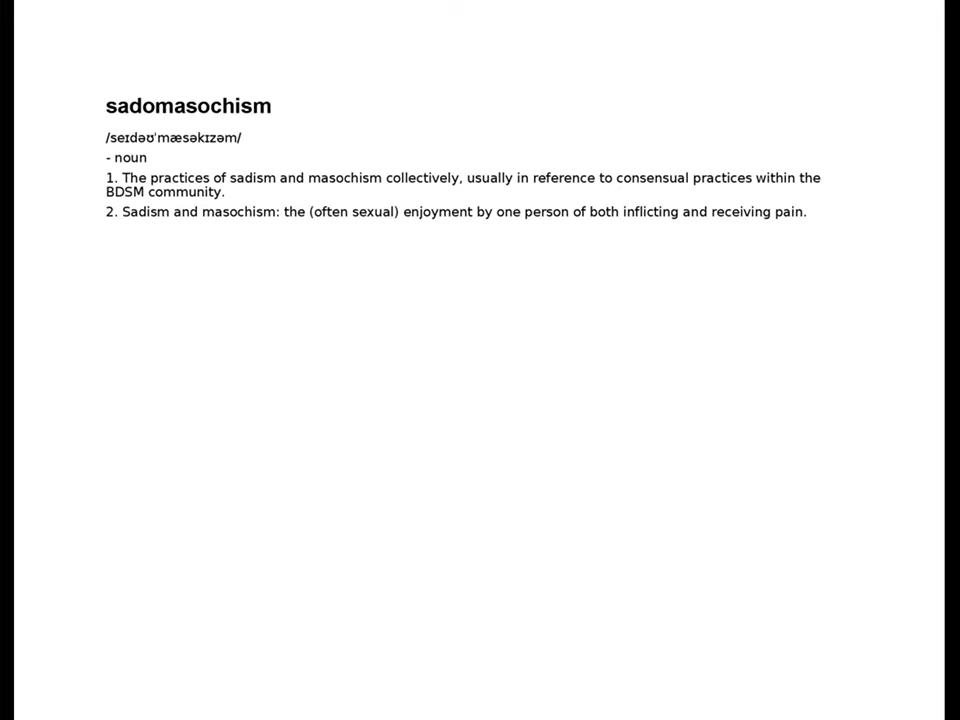 sadomasochism
/seɪdəʊˈmæsəkɪzəm/
- noun
1. The practices of sadism and masochism collectively, usually in reference to consensual practices within the
BDSM community.
2. Sadism and masochism: the (often sexual) enjoyment by one person of both inflicting and receiving pain.